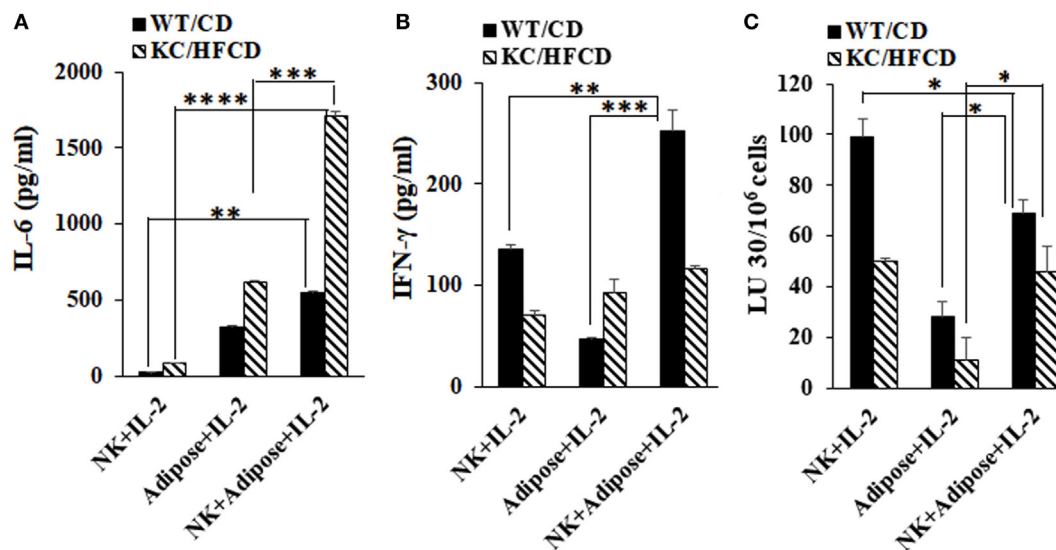 A
WT/CD
KC/HFCD
IL-6 (pg/ml)
2000
1500
1000
500
0
***
****
**
NK+IL-2
Adipose+IL-2
NK+Adipose+IL-2
B
WT/CD
KC/HFCD
IFN-γ (pg/ml)
300
200
100
0
**
***
NK+IL-2
Adipose+IL-2
NK+Adipose+IL-2
C
WT/CD
KC/HFCD
LU 30/10⁶ cells
120
100
80
60
40
20
0
*
*
*
NK+IL-2
Adipose+IL-2
NK+Adipose+IL-2